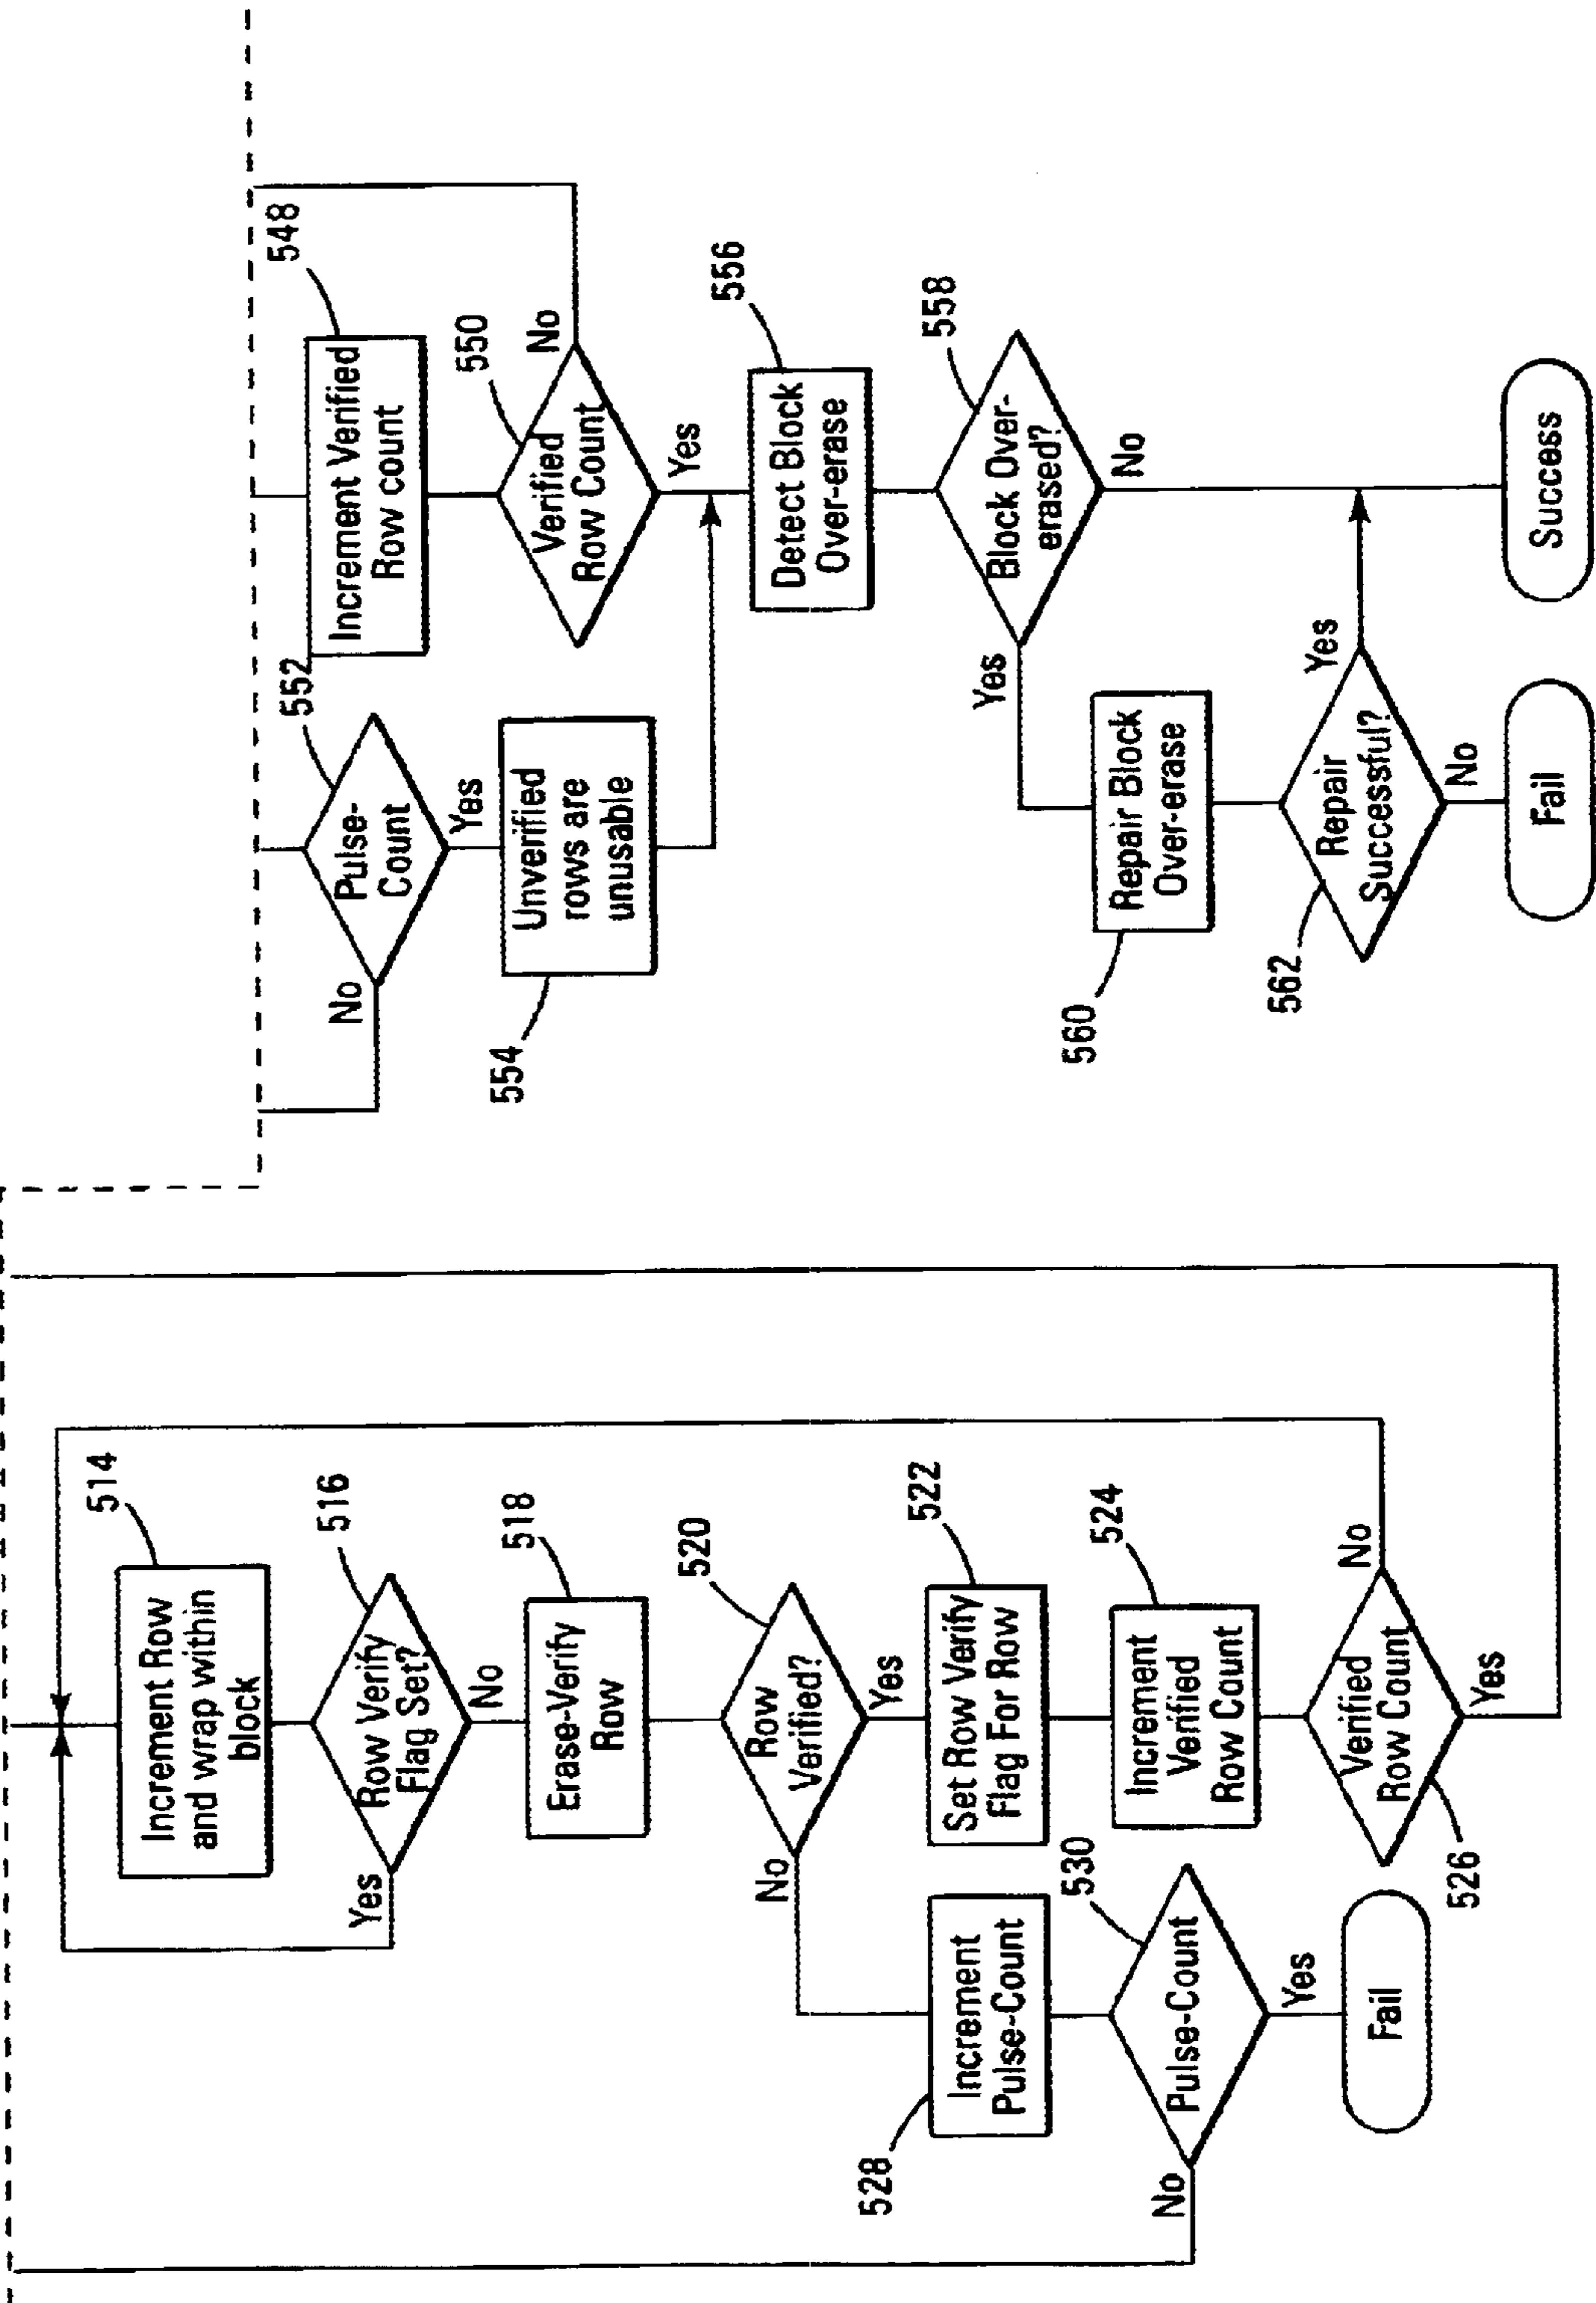 514
Increment Row
and wrap within
block
516
Row Verify
Flag Set?
Yes
No
518
Erase-Verify
Row
520
Row
Verified?
No
Yes
522
Set Row Verify
Flag For Row
524
Increment
Verified
Row Count
Verified
Row Count
526
No
Yes
528
Increment
Pulse-Count
530
Pulse-Count
No
Yes
Fail
548
Increment Verified
Row count
550
Verified
Row Count
No
Yes
552
Pulse-
Count
No
Yes
554
Unverified
rows are
unusable
556
Detect Block
Over-erase
558
Block Over-
erased?
Yes
No
560
Repair Block
Over-erase
562
Repair
Successful?
Yes
No
Fail
Success